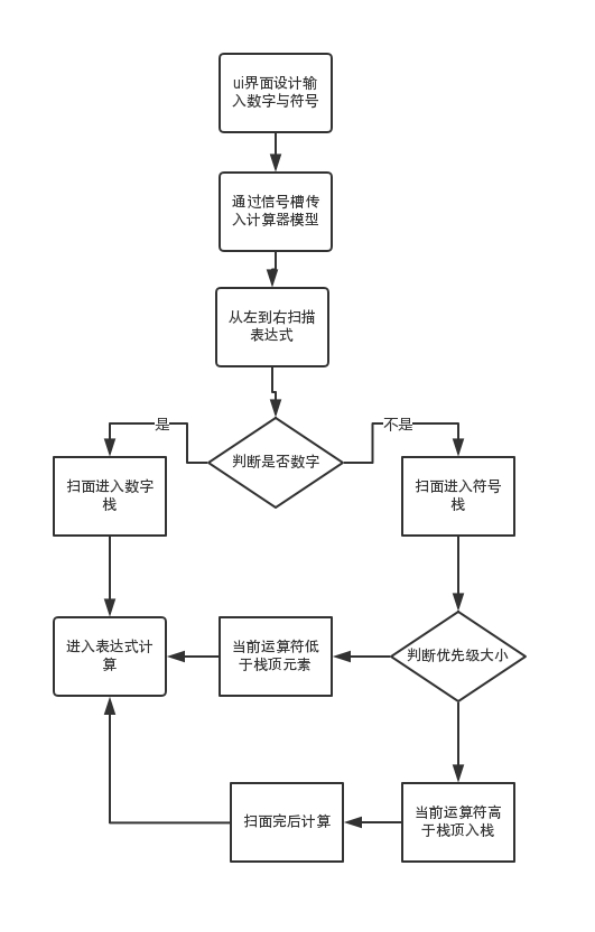 ui界面设计输
入数字与符号
通过信号槽传
入计算器模型
从左到右扫描
表达式
是
不是
判断是否数字
扫面进入数字
栈
扫面进入符号
栈
进入表达式计
算
当前运算符低
于栈顶元素
判断优先级大小
扫面完后计算
当前运算符高
于栈顶入栈